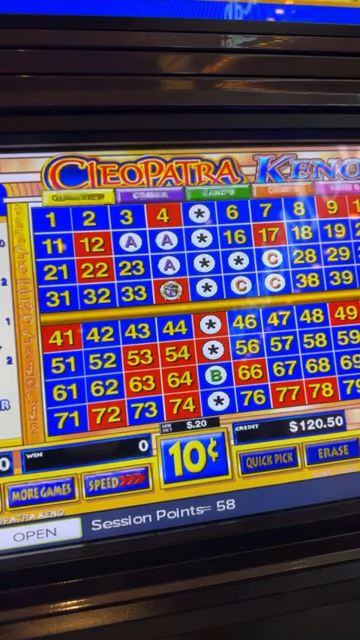 CLEOPATRA KENO
1 2 3 4 * 6 7 8 9
11 12 A A * 16 17 18 19
21 22 23 A * * C 28 29
31 32 33 * C C 38 39
41 42 43 44 * 46 47 48 49
51 52 53 54 * 56 57 58 59
61 62 63 64 B 66 67 68 69
71 72 73 74 * 76 77 78 79
WIN 0
BET $.20
CREDIT $120.50
MORE GAMES SPEED 10¢ QUICK PICK ERASE
OPEN Session Points= 58